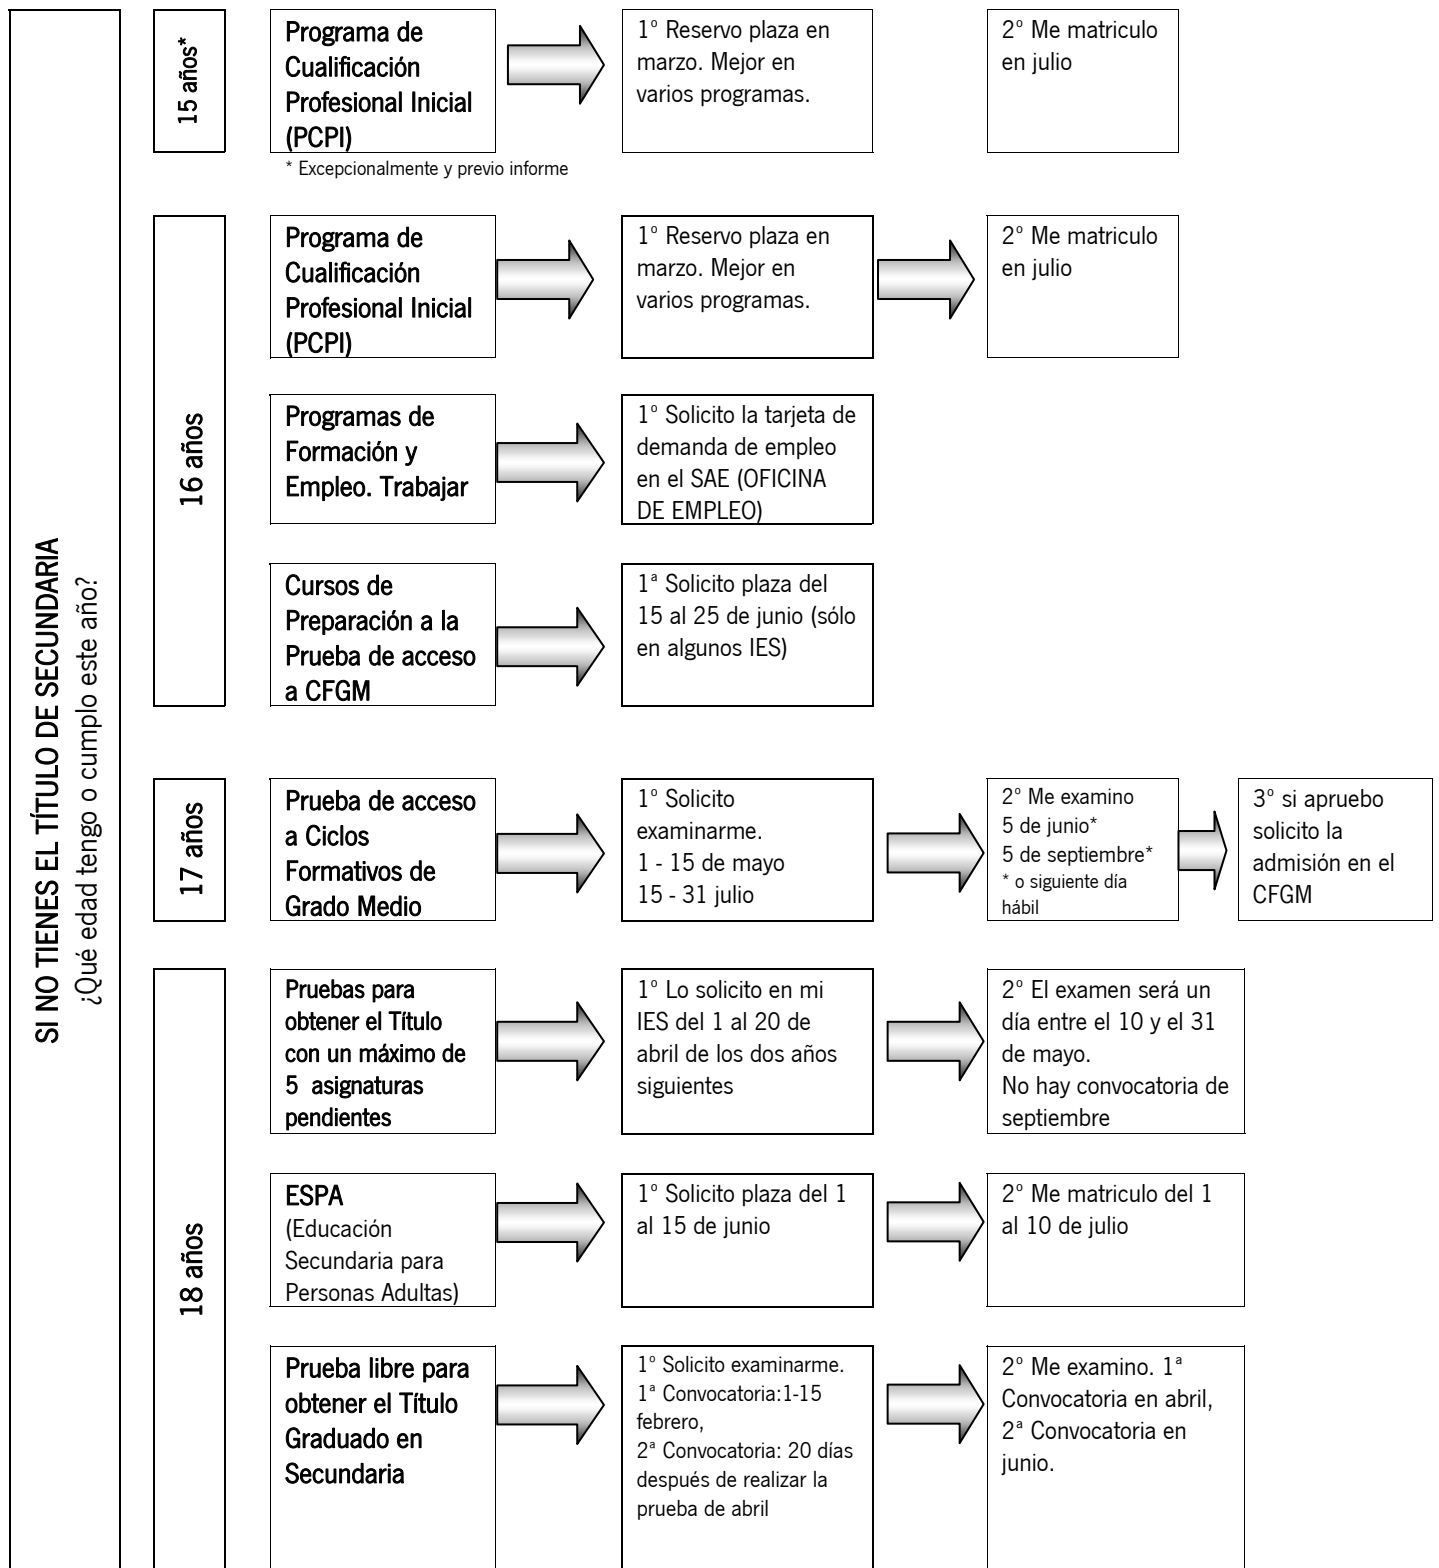 SI NO TIENES EL TÍTULO DE SECUNDARIA
¿Qué edad tengo o cumplo este año?
15 años*
Programa de
Cualificación
Profesional Inicial
(PCPI)
1º Reservo plaza en
marzo. Mejor en
varios programas.
2º Me matriculo
en julio
* Excepcionalmente y previo informe
16 años
Programa de
Cualificación
Profesional Inicial
(PCPI)
1º Reservo plaza en
marzo. Mejor en
varios programas.
2º Me matriculo
en julio
Programas de
Formación y
Empleo. Trabajar
1º Solicito la tarjeta de
demanda de empleo
en el SAE (OFICINA
DE EMPLEO)
Cursos de
Preparación a la
Prueba de acceso
a CFGM
1ª Solicito plaza del
15 al 25 de junio (sólo
en algunos IES)
17 años
Prueba de acceso
a Ciclos
Formativos de
Grado Medio
1º Solicito
examinarme.
1 - 15 de mayo
15 - 31 julio
2º Me examino
5 de junio*
5 de septiembre*
* o siguiente día
hábil
3º si apruebo
solicito la
admisión en el
CFGM
18 años
Pruebas para
obtener el Título
con un máximo de
5 asignaturas
pendientes
1º Lo solicito en mi
IES del 1 al 20 de
abril de los dos años
siguientes
2º El examen será un
día entre el 10 y el 31
de mayo.
No hay convocatoria de
septiembre
ESPA
(Educación
Secundaria para
Personas Adultas)
1º Solicito plaza del 1
al 15 de junio
2º Me matriculo del 1
al 10 de julio
Prueba libre para
obtener el Título
Graduado en
Secundaria
1º Solicito examinarme.
1ª Convocatoria:1-15
febrero,
2ª Convocatoria: 20 días
después de realizar la
prueba de abril
2º Me examino. 1ª
Convocatoria en abril,
2ª Convocatoria en
junio.